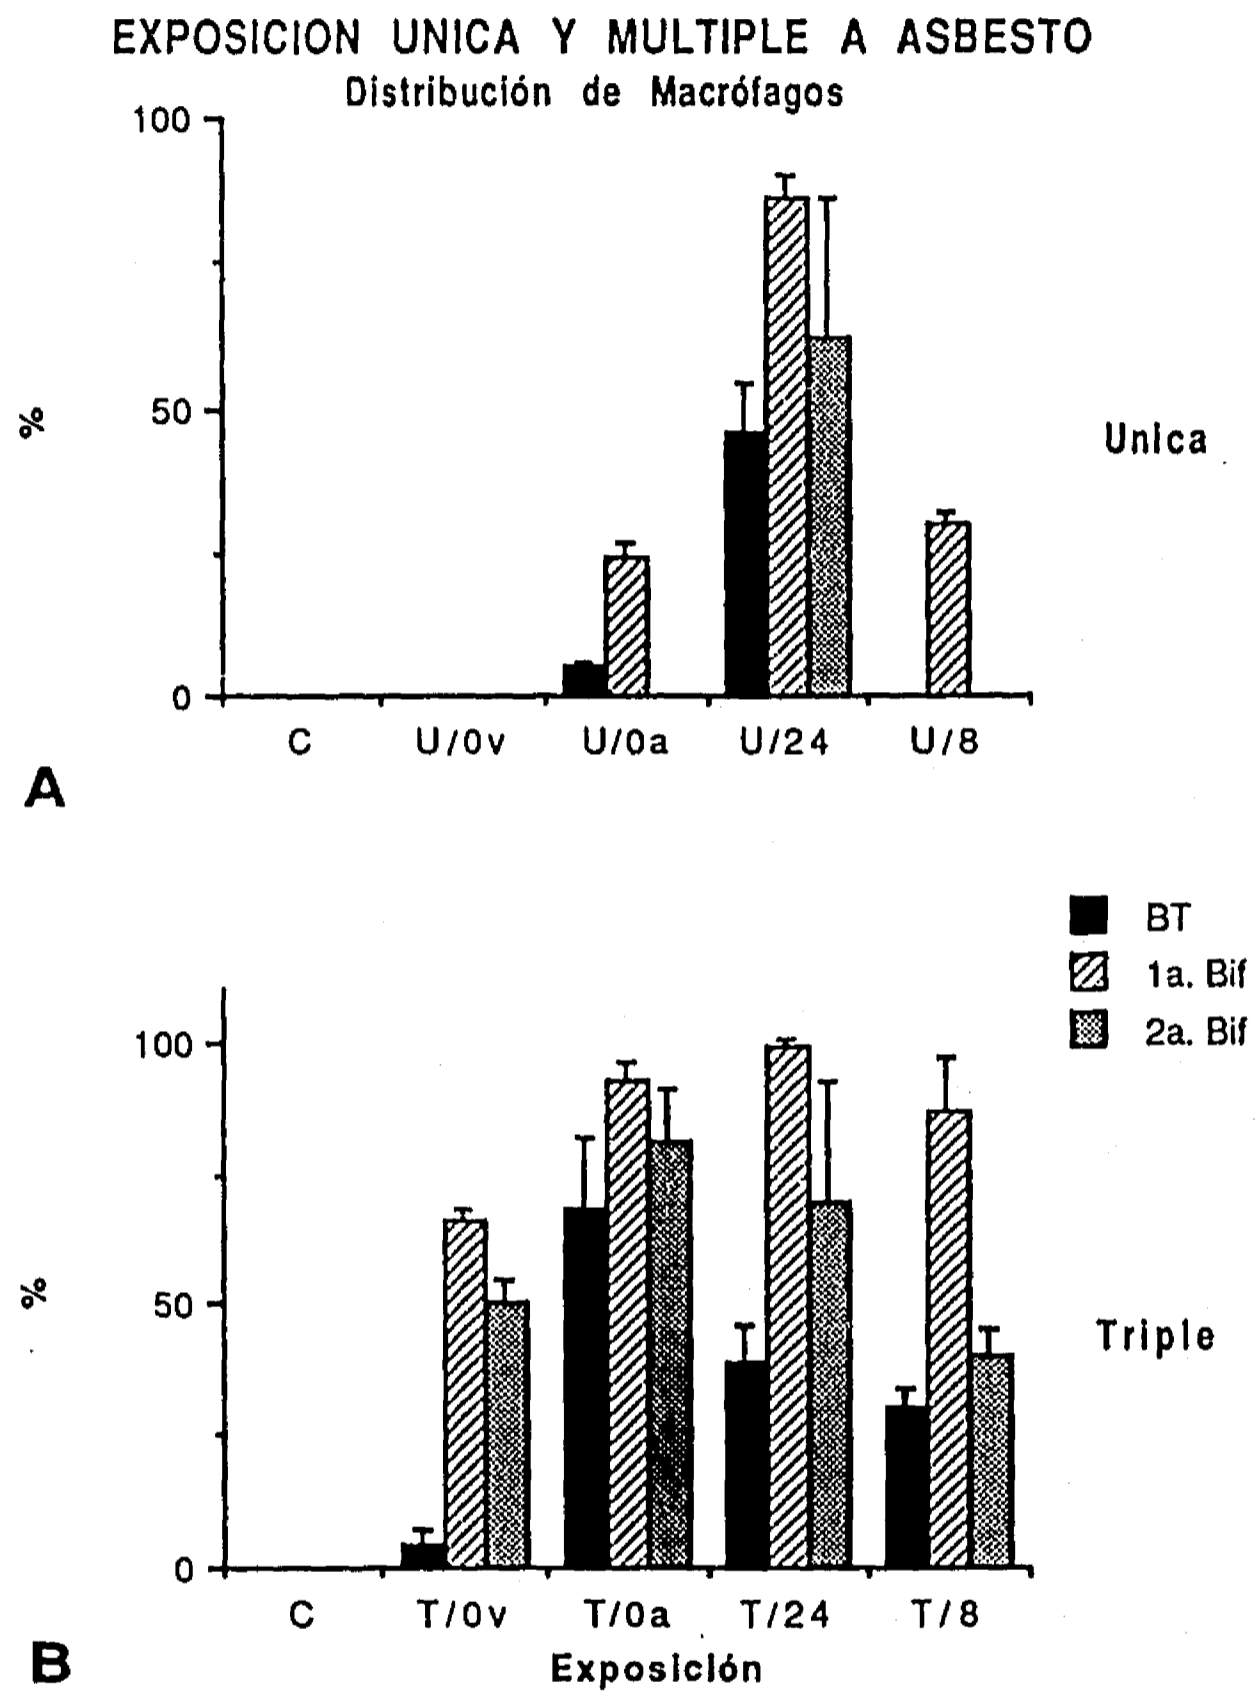 EXPOSICION UNICA Y MULTIPLE A ASBESTO
Distribución de Macrófagos
100
50
0
%
Unica
C U/0v U/0a U/24 U/8
A
BT
1a. Bif
2a. Bif
100
50
0
%
Triple
C T/0v T/0a T/24 T/8
Exposición
B